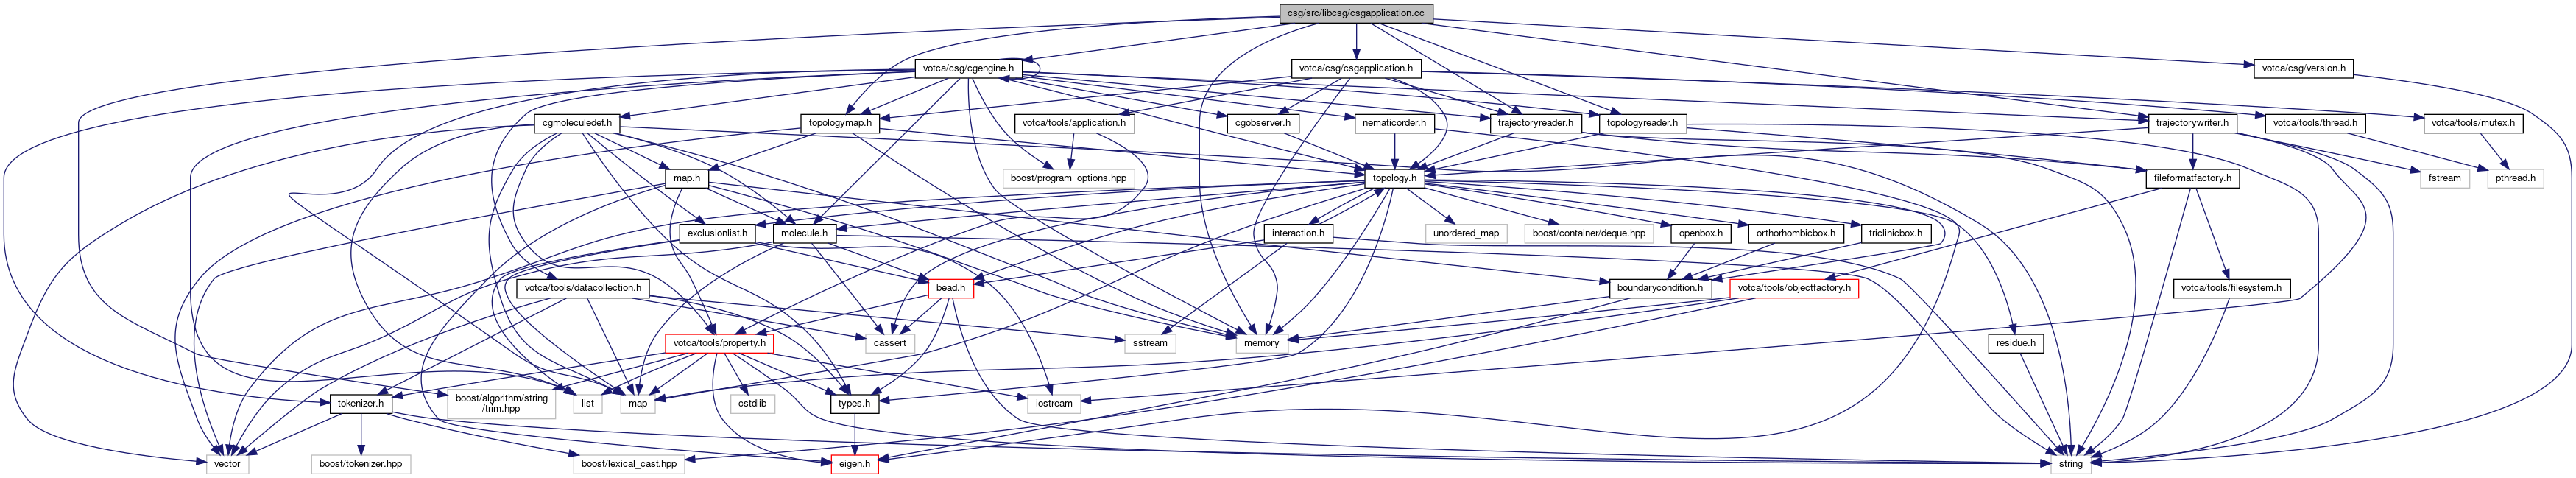 csg/src/libcsg/csgapplication.cc
votca/csg/cgengine.h
votca/csg/csgapplication.h
votca/csg/version.h
cgmoleculedef.h
topologymap.h
votca/tools/application.h
cgobserver.h
nematicorder.h
trajectoryreader.h
topologyreader.h
trajectorywriter.h
votca/tools/thread.h
votca/tools/mutex.h
map.h
boost/program_options.hpp
topology.h
fileformatfactory.h
fstream
pthread.h
exclusionlist.h
molecule.h
interaction.h
unordered_map
boost/container/deque.hpp
openbox.h
orthorhombicbox.h
triclinicbox.h
votca/tools/datacollection.h
bead.h
boundarycondition.h
votca/tools/objectfactory.h
votca/tools/filesystem.h
votca/tools/property.h
cassert
sstream
memory
residue.h
tokenizer.h
boost/algorithm/string
/trim.hpp
list
map
cstdlib
types.h
iostream
vector
boost/tokenizer.hpp
boost/lexical_cast.hpp
eigen.h
string